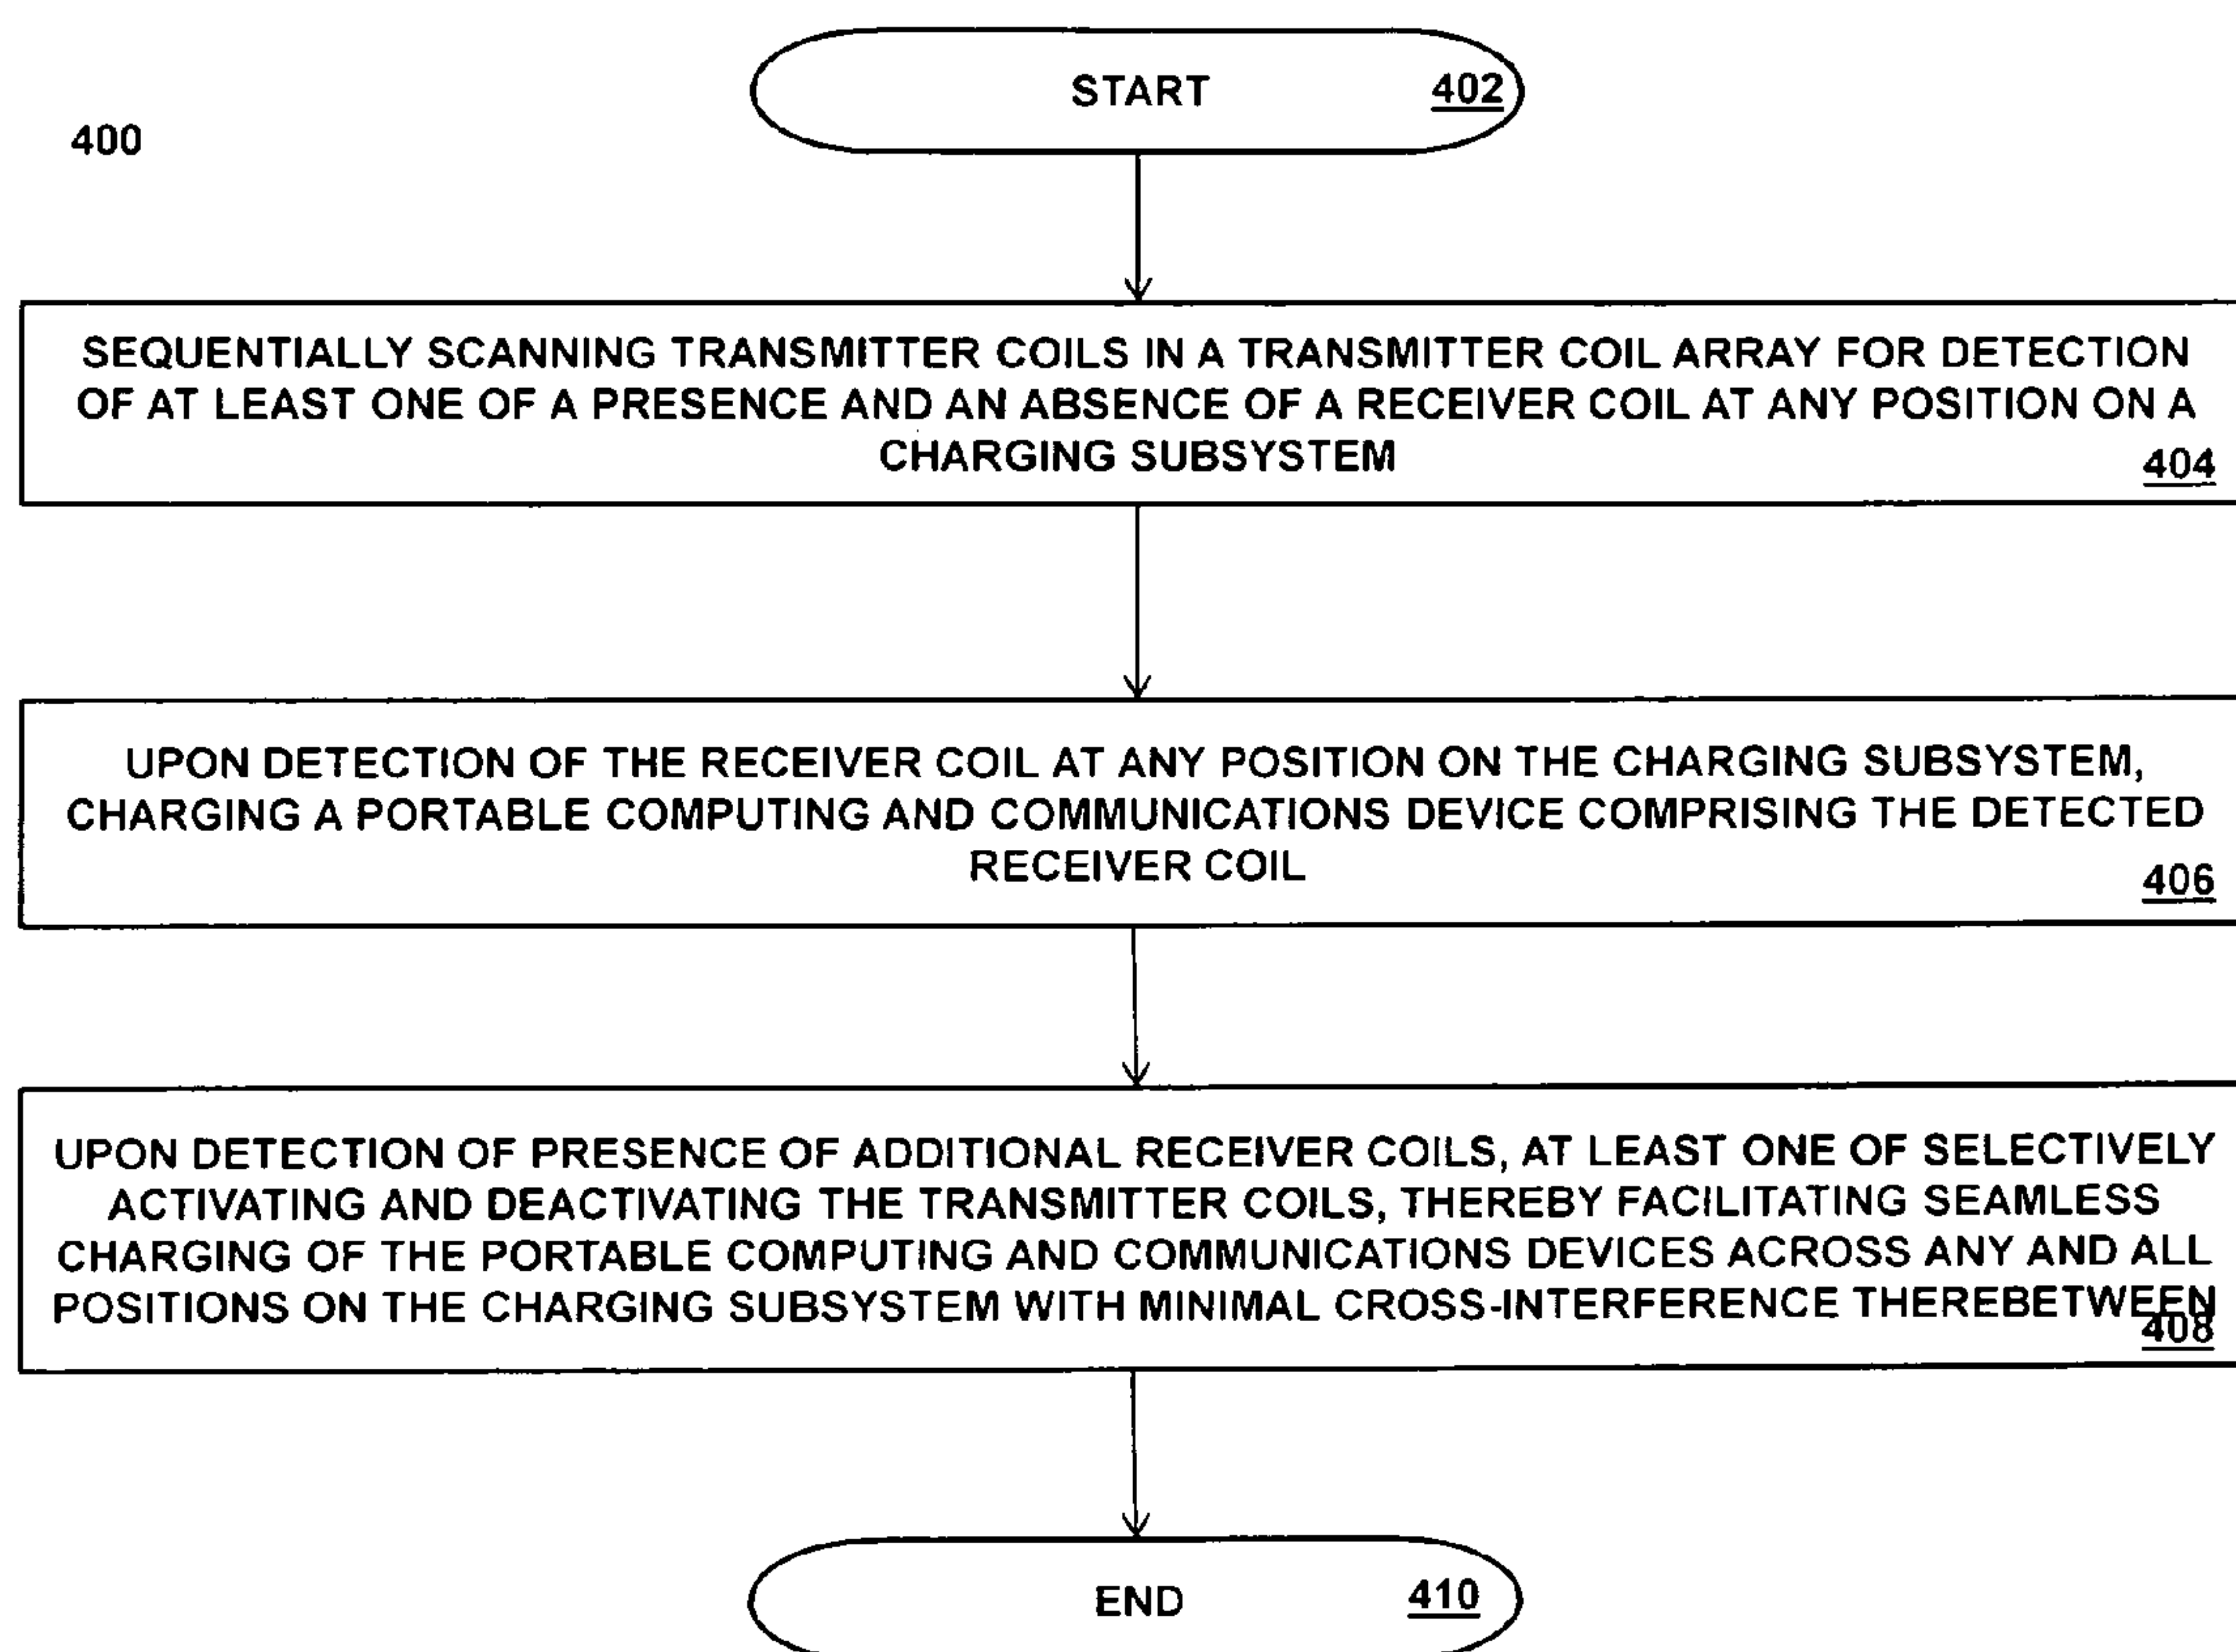 START 402
400
SEQUENTIALLY SCANNING TRANSMITTER COILS IN A TRANSMITTER COIL ARRAY FOR DETECTION
OF AT LEAST ONE OF A PRESENCE AND AN ABSENCE OF A RECEIVER COIL AT ANY POSITION ON A
CHARGING SUBSYSTEM
404
UPON DETECTION OF THE RECEIVER COIL AT ANY POSITION ON THE CHARGING SUBSYSTEM,
CHARGING A PORTABLE COMPUTING AND COMMUNICATIONS DEVICE COMPRISING THE DETECTED
RECEIVER COIL
406
UPON DETECTION OF PRESENCE OF ADDITIONAL RECEIVER COILS, AT LEAST ONE OF SELECTIVELY
ACTIVATING AND DEACTIVATING THE TRANSMITTER COILS, THEREBY FACILITATING SEAMLESS
CHARGING OF THE PORTABLE COMPUTING AND COMMUNICATIONS DEVICES ACROSS ANY AND ALL
POSITIONS ON THE CHARGING SUBSYSTEM WITH MINIMAL CROSS-INTERFERENCE THEREBETWEEN
408
END 410